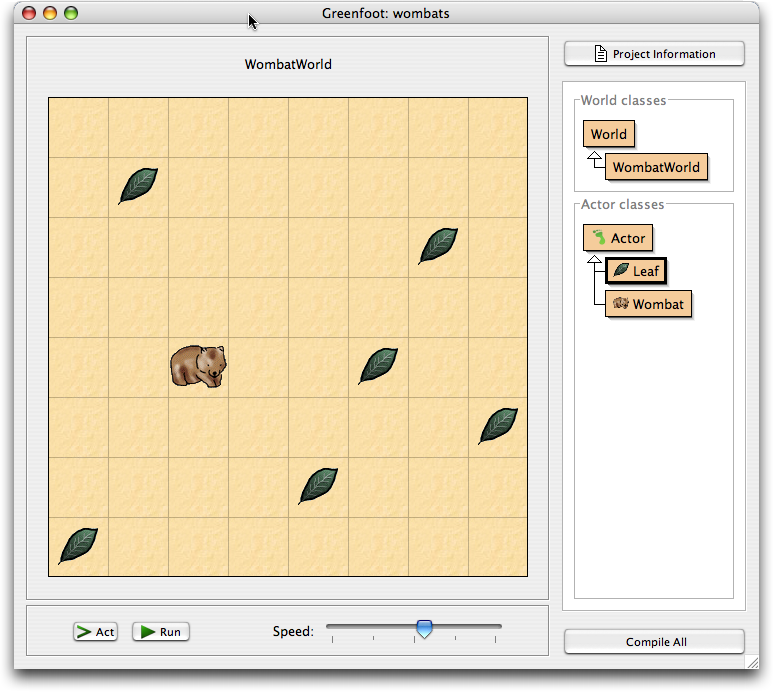 Greenfoot: wombats
WombatWorld
Project Information
World classes
World
WombatWorld
Actor classes
Actor
Leaf
Wombat
Act
Run
Speed:
Compile All